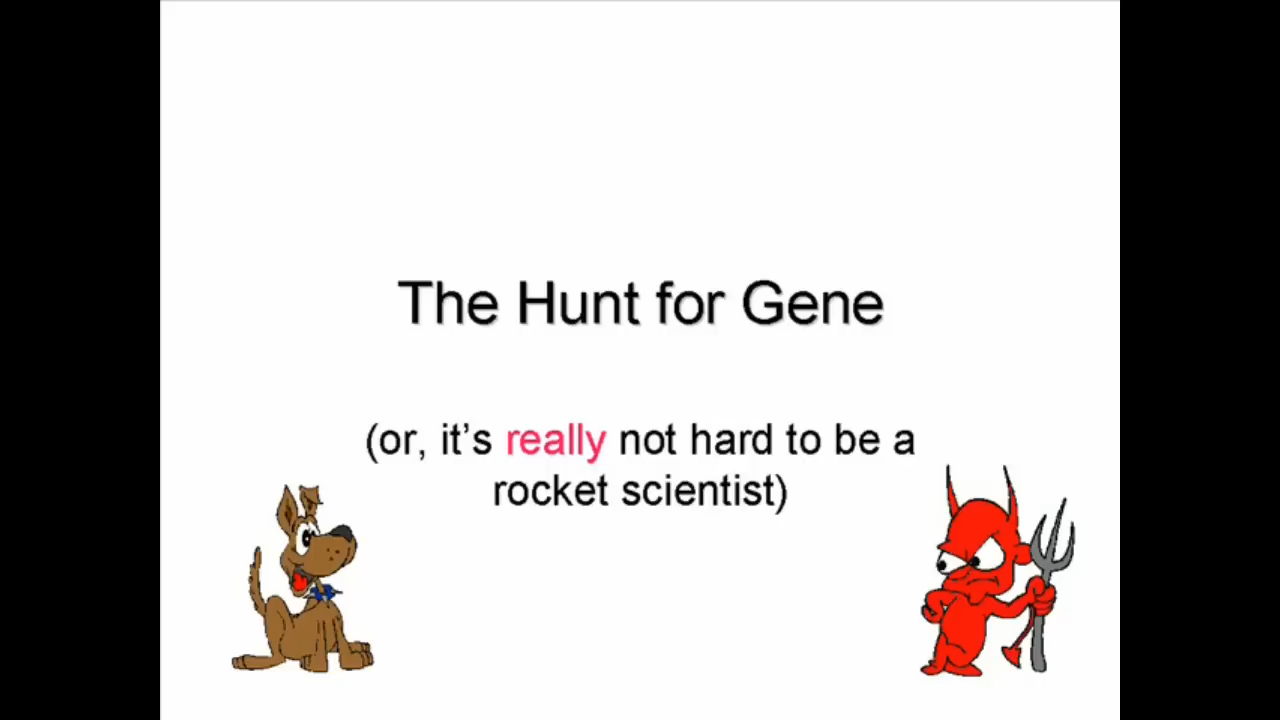 The Hunt for Gene
(or, it’s really not hard to be a
rocket scientist)